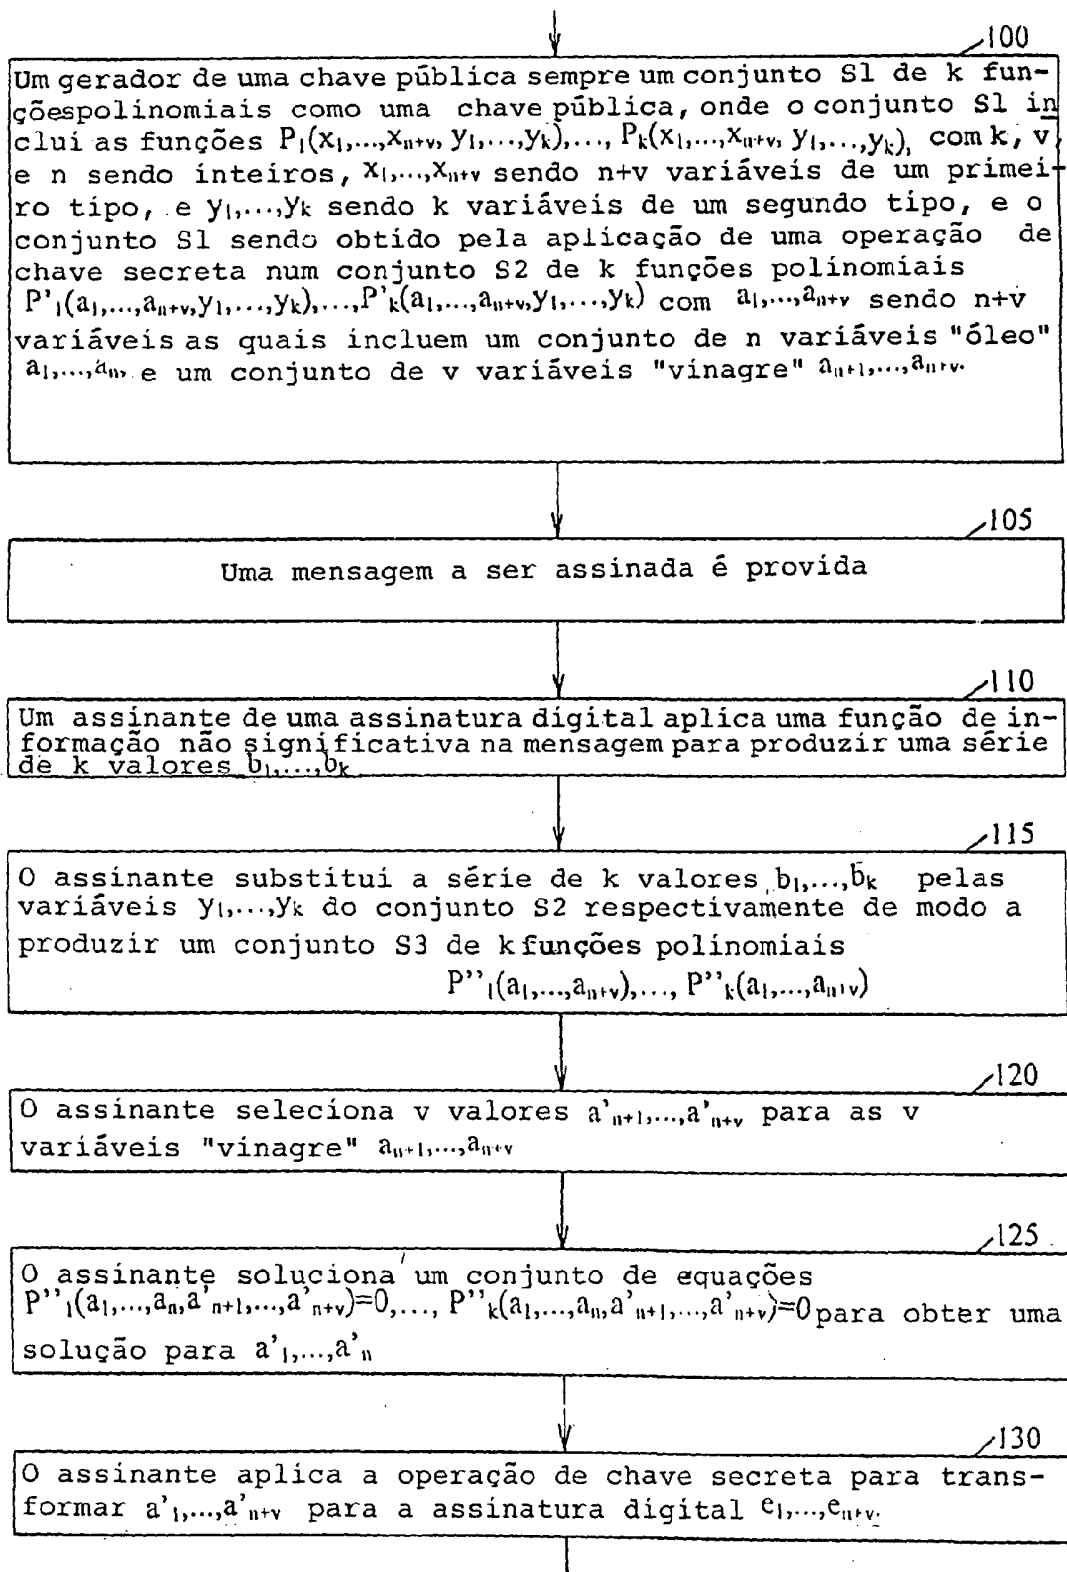 100
Um gerador de uma chave pública sempre um conjunto S1 de k fun-
çõespolinomiais como uma chave pública, onde o conjunto S1 in
clui as funções P₁(x₁,...,xₙ₊ᵥ, y₁,...,yₖ),..., Pₖ(x₁,...,xₙ₊ᵥ, y₁,...,yₖ), com k, v,
e n sendo inteiros, x₁,...,xₙ₊ᵥ sendo n+v variáveis de um primei-
ro tipo, e y₁,...,yₖ sendo k variáveis de um segundo tipo, e o
conjunto S1 sendo obtido pela aplicação de uma operação de
chave secreta num conjunto S2 de k funções polinomiais
P'₁(a₁,...,aₙ₊ᵥ,y₁,...,yₖ),...,P'ₖ(a₁,...,aₙ₊ᵥ,y₁,...,yₖ) com a₁,...,aₙ₊ᵥ sendo n+v
variáveis as quais incluem um conjunto de n variáveis "óleo"
a₁,...,aₙ, e um conjunto de v variáveis "vinagre" aₙ₊₁,...,aₙ₊ᵥ.
105
Uma mensagem a ser assinada é provida
110
Um assinante de uma assinatura digital aplica uma função de in-
formação não significativa na mensagem para produzir uma série
de k valores b₁,...,bₖ
115
O assinante substitui a série de k valores b₁,...,bₖ pelas
variáveis y₁,...,yₖ do conjunto S2 respectivamente de modo a
produzir um conjunto S3 de k funções polinomiais
P''₁(a₁,...,aₙ₊ᵥ),..., P''ₖ(a₁,...,aₙ₊ᵥ)
120
O assinante seleciona v valores a'ₙ₊₁,...,a'ₙ₊ᵥ para as v
variáveis "vinagre" aₙ₊₁,...,aₙ₊ᵥ
125
O assinante soluciona um conjunto de equações
P''₁(a₁,...,aₙ,a'ₙ₊₁,...,a'ₙ₊ᵥ)=0,..., P''ₖ(a₁,...,aₙ,a'ₙ₊₁,...,a'ₙ₊ᵥ)=0 para obter uma
solução para a'₁,...,a'ₙ
130
O assinante aplica a operação de chave secreta para trans-
formar a'₁,...,a'ₙ₊ᵥ para a assinatura digital e₁,...,eₙ₊ᵥ.